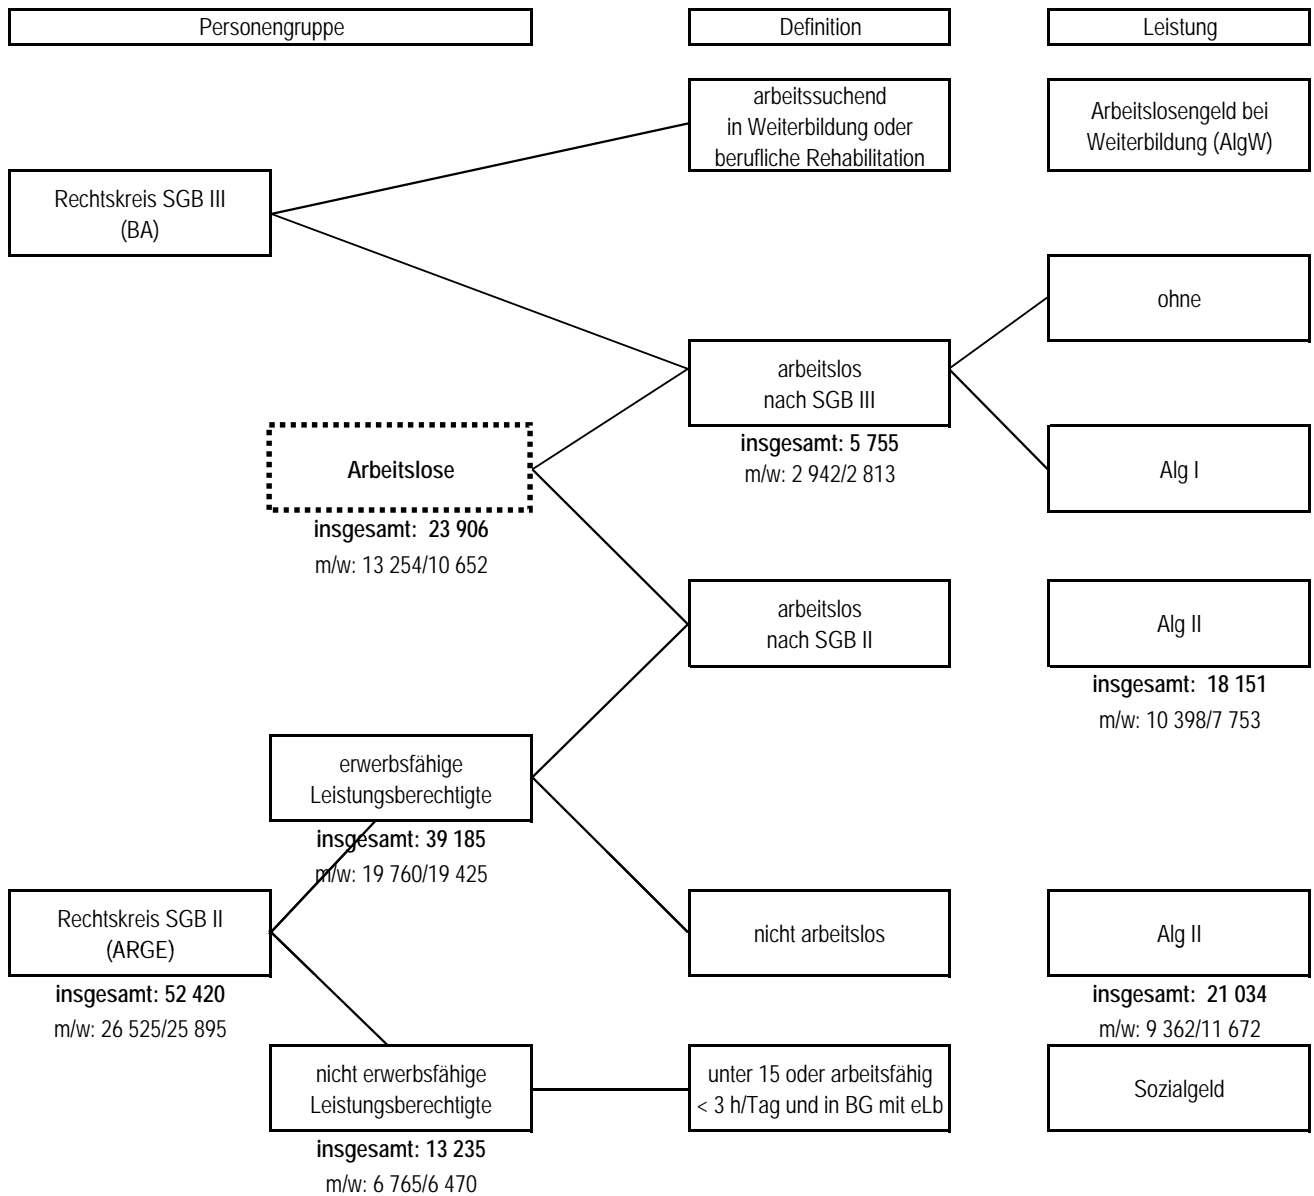 Personengruppe
Definition
Leistung
arbeitssuchend
in Weiterbildung oder
berufliche Rehabilitation
Arbeitslosengeld bei
Weiterbildung (AlgW)
Rechtskreis SGB III
(BA)
ohne
arbeitslos
nach SGB III
insgesamt: 5 755
m/w: 2 942/2 813
Arbeitslose
insgesamt: 23 906
m/w: 13 254/10 652
Alg I
arbeitslos
nach SGB II
Alg II
insgesamt: 18 151
m/w: 10 398/7 753
erwerbsfähige
Leistungsberechtigte
insgesamt: 39 185
m/w: 19 760/19 425
Rechtskreis SGB II
(ARGE)
insgesamt: 52 420
m/w: 26 525/25 895
nicht arbeitslos
Alg II
insgesamt: 21 034
m/w: 9 362/11 672
nicht erwerbsfähige
Leistungsberechtigte
insgesamt: 13 235
m/w: 6 765/6 470
unter 15 oder arbeitsfähig
< 3 h/Tag und in BG mit eLb
Sozialgeld